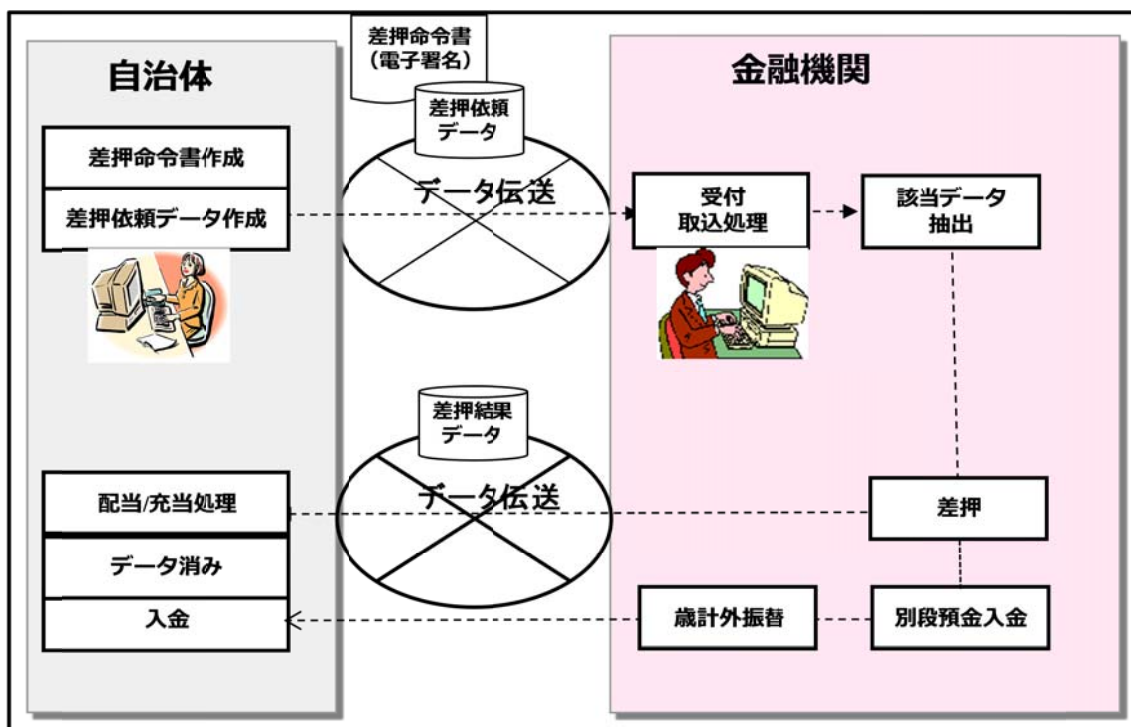 差押命令書
（電子署名）
自治体
金融機関
差押依頼
データ
差押命令書作成
差押依頼データ作成
データ伝送
受付
取込処理
該当データ
抽出
差押結果
データ
配当/充当処理
データ伝送
差押
データ消み
入金
歳計外振替
別段預金入金